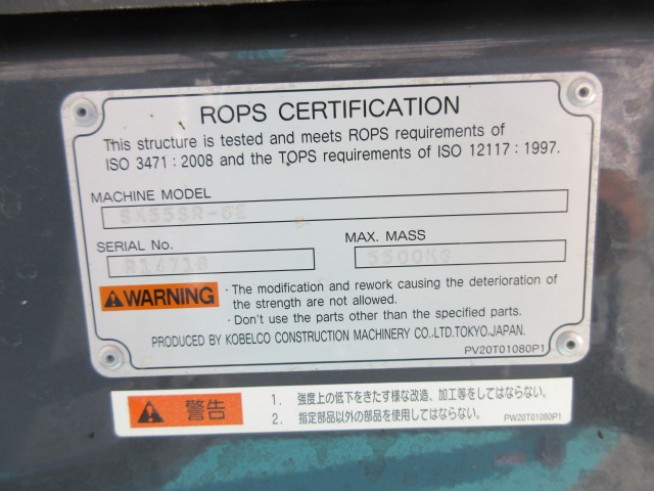 ROPS CERTIFICATION
This structure is tested and meets ROPS requirements of
ISO 3471 : 2008 and the TOPS requirements of ISO 12117 : 1997.
MACHINE MODEL
SK55SR-5E
SERIAL No.
MAX. MASS
5500KG
WARNING
· The modification and rework causing the deterioration of
the strength are not allowed.
· Don't use the parts other than the specified parts.
PRODUCED BY KOBELCO CONSTRUCTION MACHINERY CO.,LTD.TOKYO.JAPAN.
PV20T01080P1
警告
1. 強度上の低下をきたす様な改造、加工等をしてはならない。
2. 指定部品以外の部品を使用してはならない。
PW20T01080P1